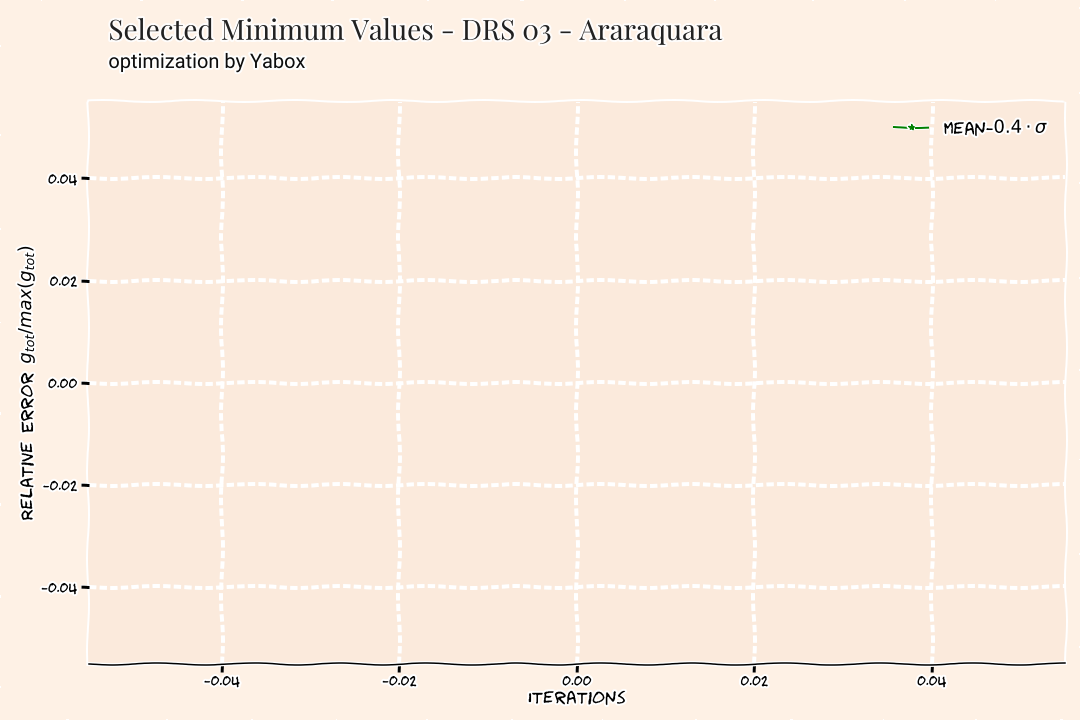 Selected Minimum Values - DRS 03 - Araraquara
optimization by Yabox
MEAN-0.4 · σ
0.04
0.02
0.00
-0.02
-0.04
RELATIVE ERROR g_tot/max(g_tot)
-0.04 -0.02 0.00 0.02 0.04
ITERATIONS